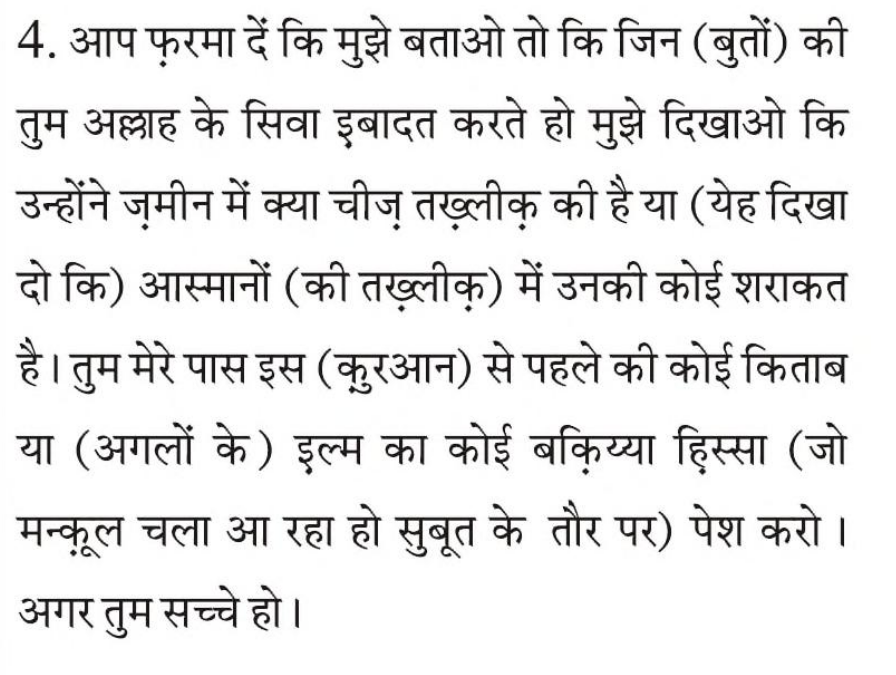 4. आप फ़रमा दें कि मुझे बताओ तो कि जिन (बुतों) की
तुम अल्लाह के सिवा इबादत करते हो मुझे दिखाओ कि
उन्होंने ज़मीन में क्या चीज़ तख़्लीक़ की है या (येह दिखा
दो कि) आस्मानों (की तख़्लीक़) में उनकी कोई शराकत
है। तुम मेरे पास इस (क़ुरआन) से पहले की कोई किताब
या (अगलों के) इ़ल्म का कोई बक़िय्या हि़स्सा (जो
मन्क़ूल चला आ रहा हो सुबूत के तौर पर) पेश करो।
अगर तुम सच्चे हो।